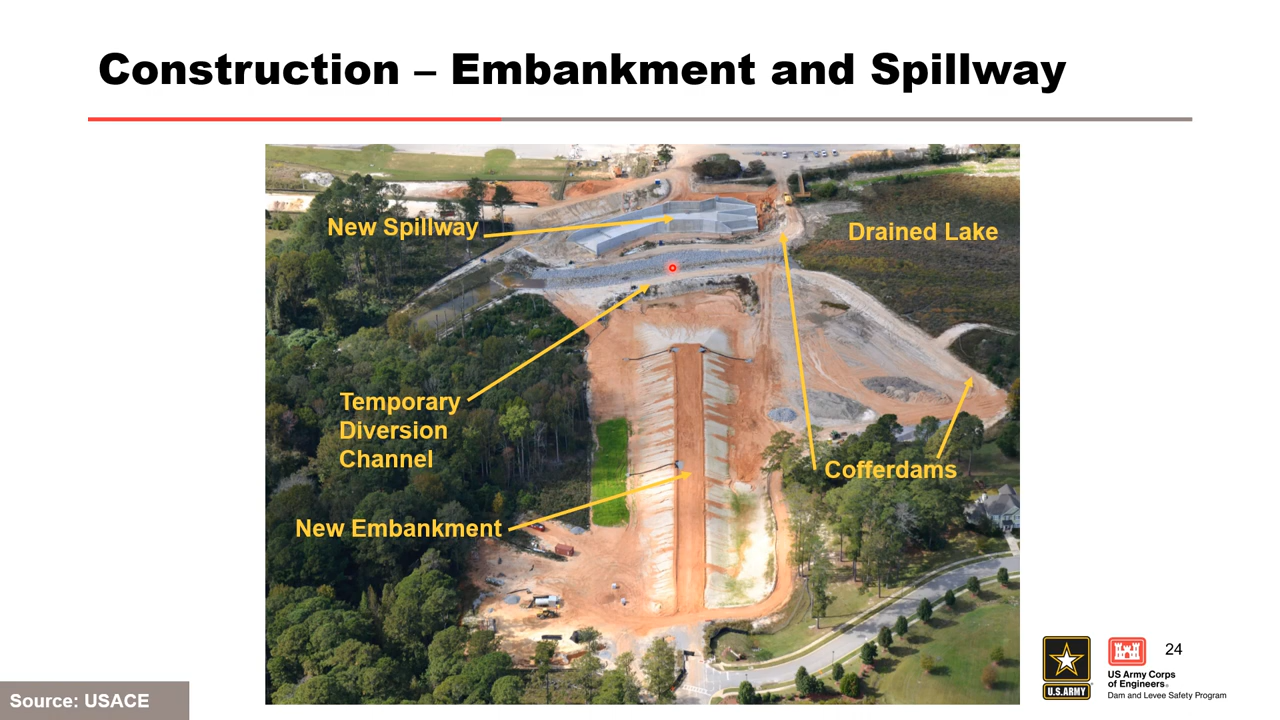 Construction – Embankment and Spillway
New Spillway
Drained Lake
Temporary
Diversion
Channel
Cofferdams
New Embankment
24
U.S.ARMY
US Army Corps
of Engineers®
Dam and Levee Safety Program
Source: USACE